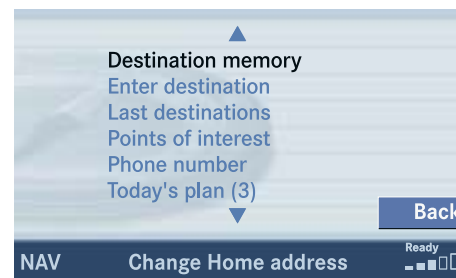 Destination memory
Enter destination
Last destinations
Points of interest
Phone number
Today's plan (3)
Back
Ready
NAV Change Home address